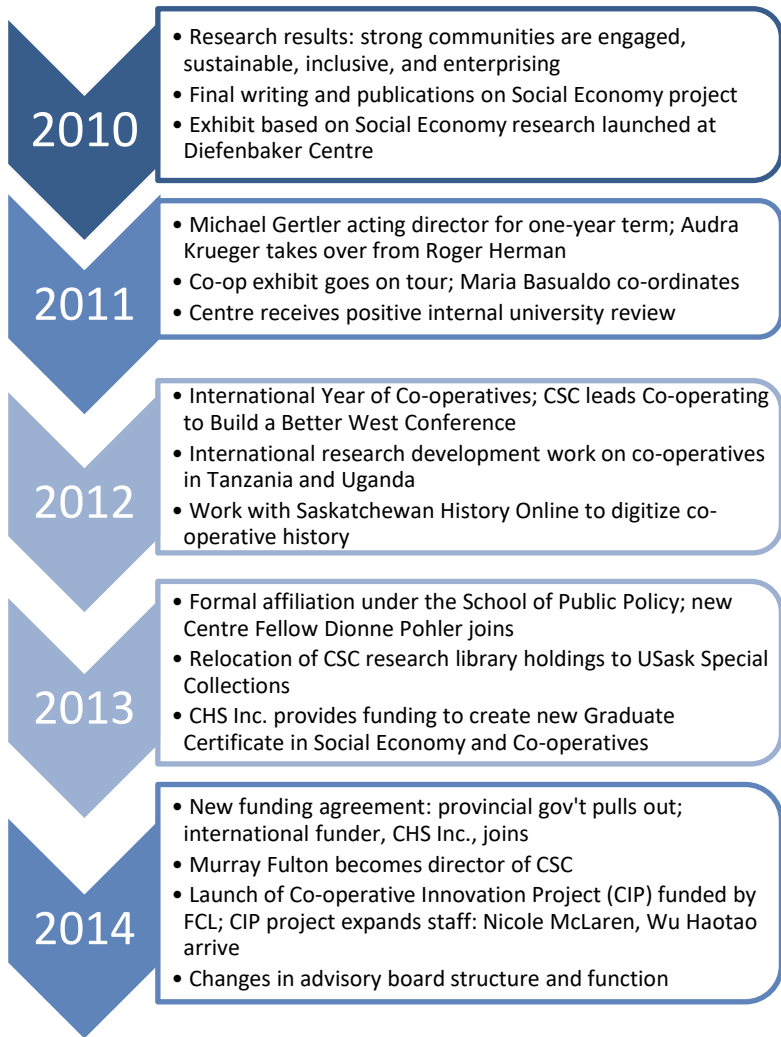 2010
• Research results: strong communities are engaged,
sustainable, inclusive, and enterprising
• Final writing and publications on Social Economy project
• Exhibit based on Social Economy research launched at
Diefenbaker Centre
2011
• Michael Gertler acting director for one-year term; Audra
Krueger takes over from Roger Herman
• Co-op exhibit goes on tour; Maria Basualdo co-ordinates
• Centre receives positive internal university review
2012
• International Year of Co-operatives; CSC leads Co-operating
to Build a Better West Conference
• International research development work on co-operatives
in Tanzania and Uganda
• Work with Saskatchewan History Online to digitize co-
operative history
2013
• Formal affiliation under the School of Public Policy; new
Centre Fellow Dionne Pohler joins
• Relocation of CSC research library holdings to USask Special
Collections
• CHS Inc. provides funding to create new Graduate
Certificate in Social Economy and Co-operatives
2014
• New funding agreement: provincial gov't pulls out;
international funder, CHS Inc., joins
• Murray Fulton becomes director of CSC
• Launch of Co-operative Innovation Project (CIP) funded by
FCL; CIP project expands staff: Nicole McLaren, Wu Haotao
arrive
• Changes in advisory board structure and function